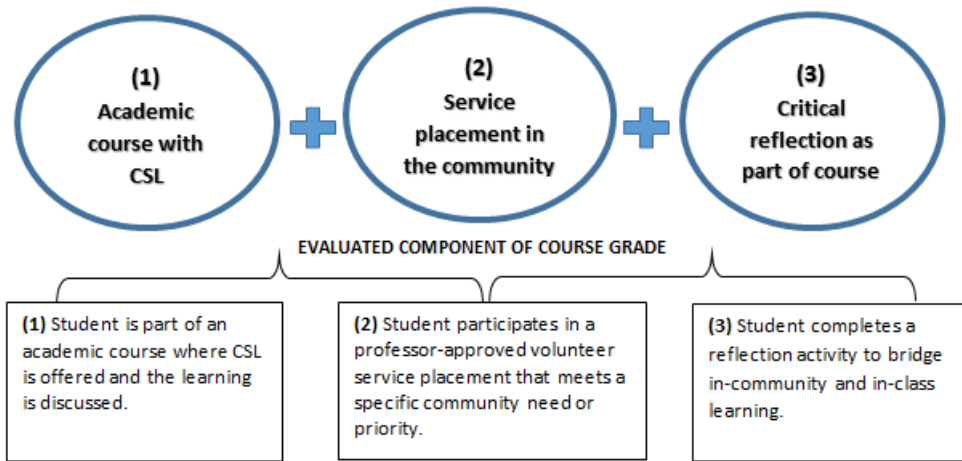 (1)
Academic
course with
CSL
(2)
Service
placement in
the community
(3)
Critical
reflection as
part of course
EVALUATED COMPONENT OF COURSE GRADE
(1) Student is part of an
academic course where CSL
is offered and the learning
is discussed.
(2) Student participates in a
professor-approved volunteer
service placement that meets a
specific community need or
priority.
(3) Student completes a
reflection activity to bridge
in-community and in-class
learning.